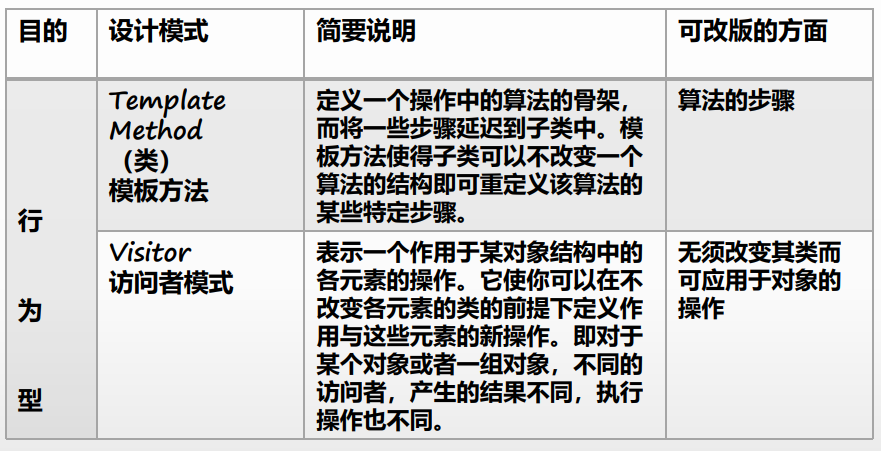 目的
设计模式
简要说明
可改版的方面
行
为
型
Template
Method
（类）
模板方法
定义一个操作中的算法的骨架，
而将一些步骤延迟到子类中。模
板方法使得子类可以不改变一个
算法的结构即可重定义该算法的
某些特定步骤。
算法的步骤
Visitor
访问者模式
表示一个作用于某对象结构中的
各元素的操作。它使你可以在不
改变各元素的类的前提下定义作
用与这些元素的新操作。即对于
某个对象或者一组对象，不同的
访问者，产生的结果不同，执行
操作也不同。
无须改变其类而
可应用于对象的
操作